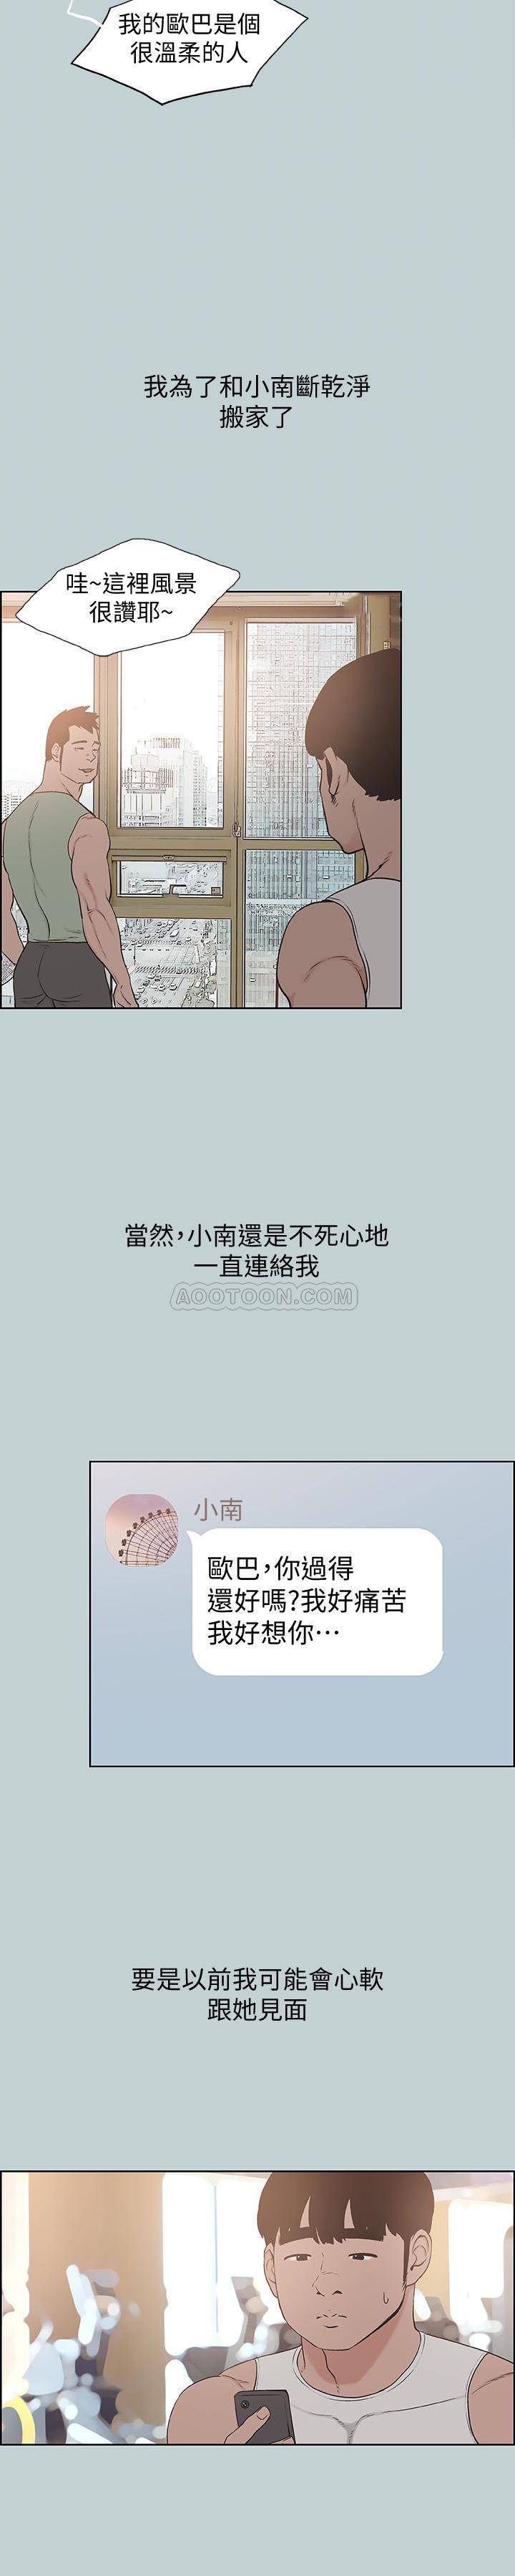 我的歐巴是個
很溫柔的人
我為了和小南斷乾淨
搬家了
哇~這裡風景
很讚耶~
當然,小南還是不死心地
一直連絡我
AOOTOON.COM
小南
歐巴,你過得
還好嗎?我好痛苦
我好想你…
要是以前我可能會心軟
跟她見面